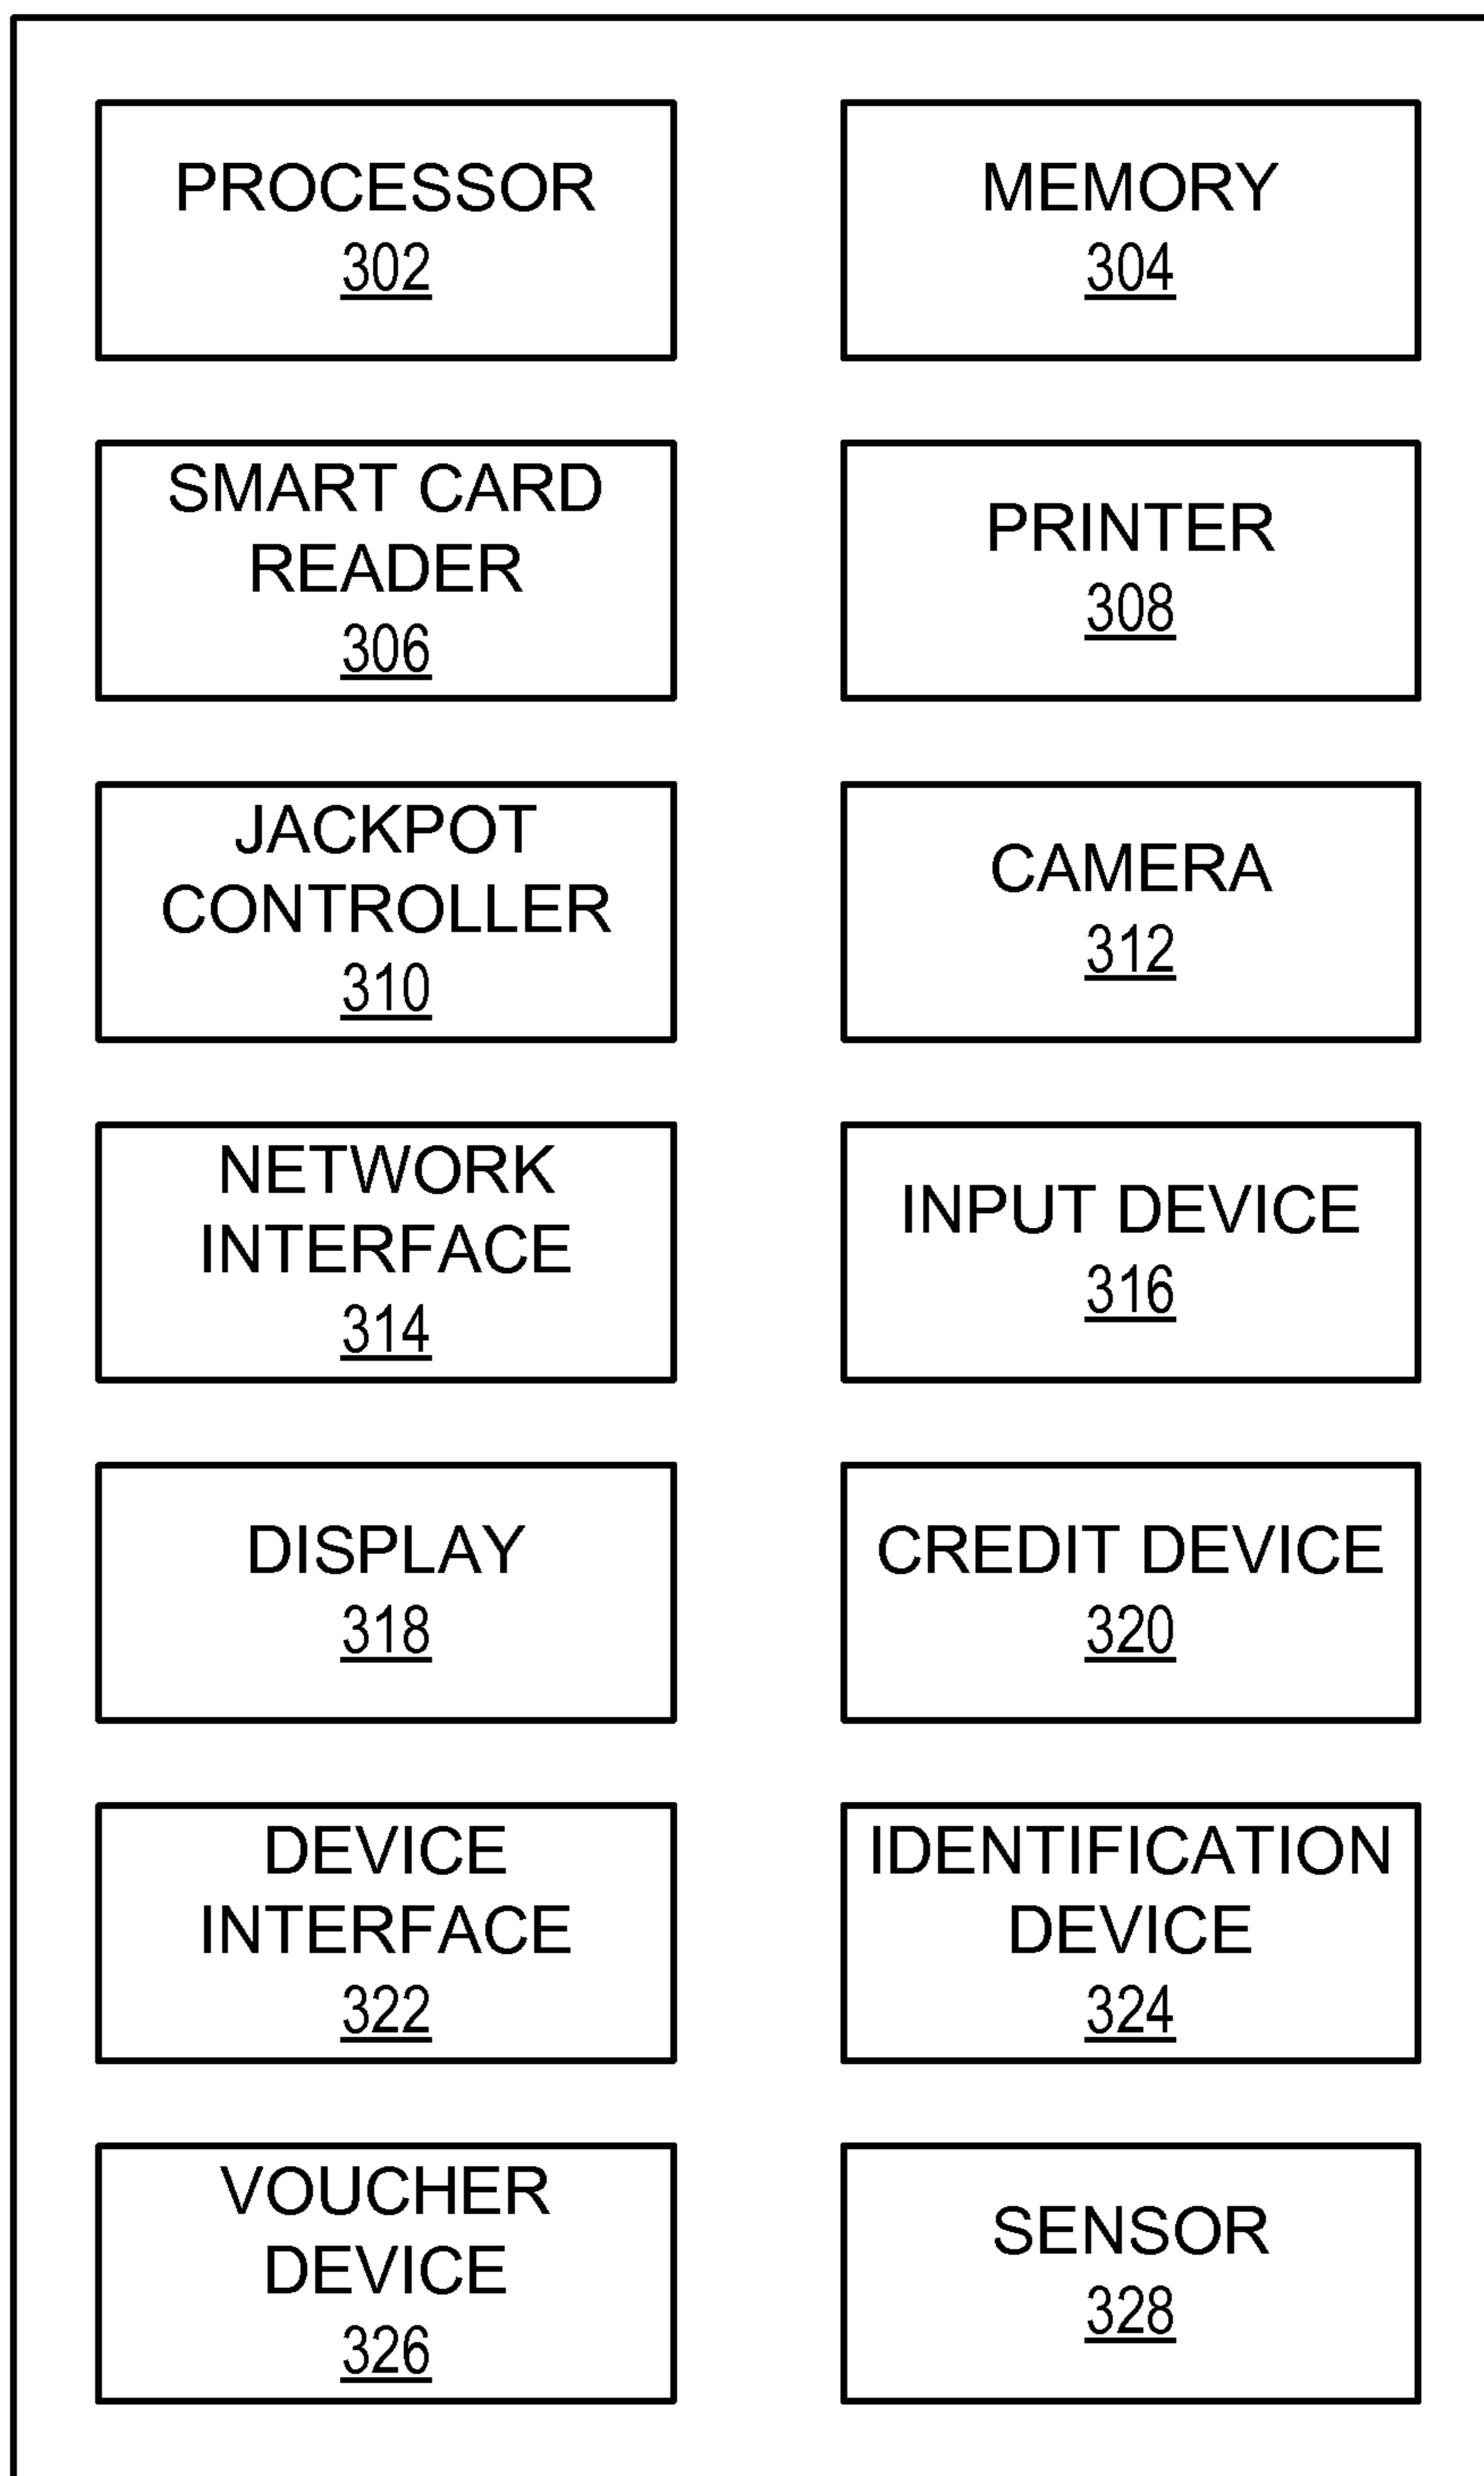 PROCESSOR
302
MEMORY
304
SMART CARD
READER
306
PRINTER
308
JACKPOT
CONTROLLER
310
CAMERA
312
NETWORK
INTERFACE
314
INPUT DEVICE
316
DISPLAY
318
CREDIT DEVICE
320
DEVICE
INTERFACE
322
IDENTIFICATION
DEVICE
324
VOUCHER
DEVICE
326
SENSOR
328